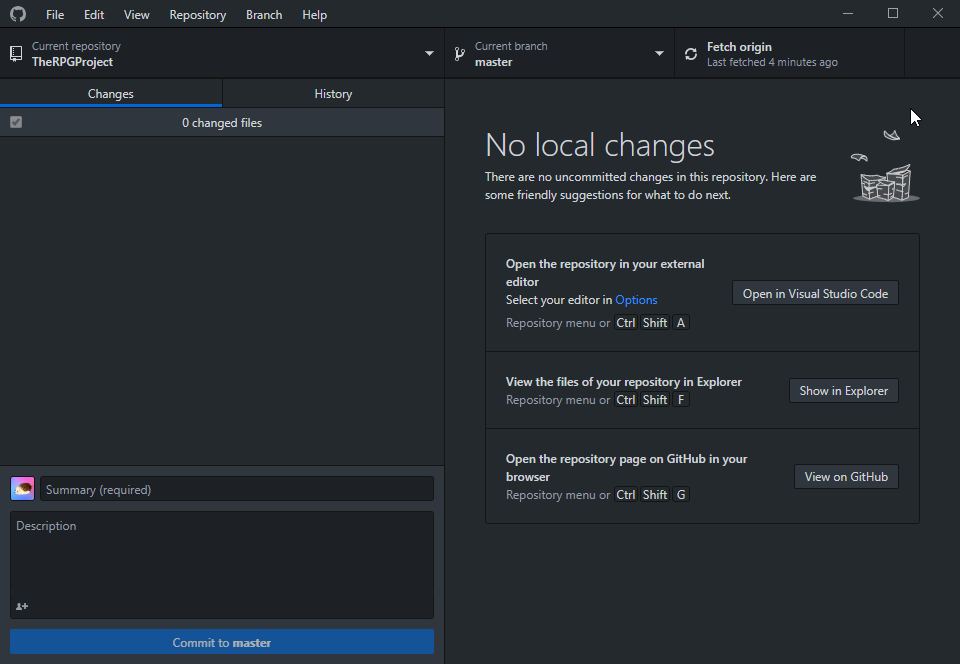 File Edit View Repository Branch Help
Current repository
TheRPGProject
Current branch
master
Fetch origin
Last fetched 4 minutes ago
Changes History
0 changed files
No local changes
There are no uncommitted changes in this repository. Here are
some friendly suggestions for what to do next.
Open the repository in your external
editor
Select your editor in Options
Repository menu or Ctrl Shift A
Open in Visual Studio Code
View the files of your repository in Explorer
Repository menu or Ctrl Shift F
Show in Explorer
Open the repository page on GitHub in your
browser
Repository menu or Ctrl Shift G
View on GitHub
Summary (required)
Description
Commit to master